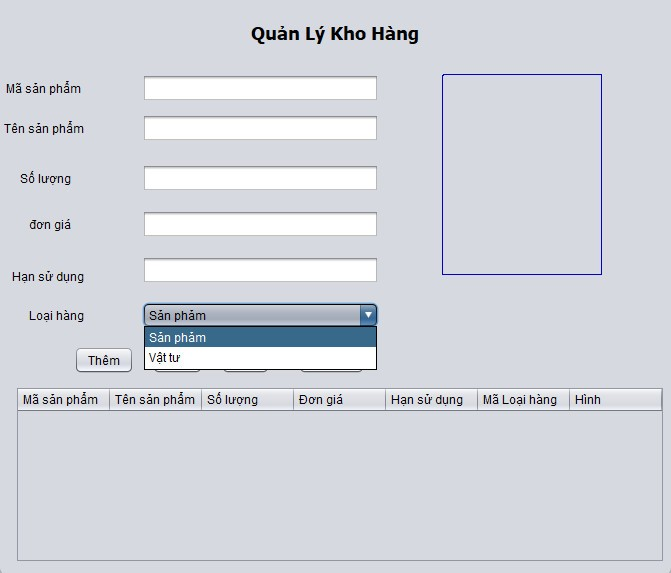 Quản Lý Kho Hàng
Mã sản phẩm
Tên sản phẩm
Số lượng
đơn giá
Hạn sử dụng
Loại hàng
Sản phảm
Sản phảm
Vật tư
Thêm
Mã sản phẩm Tên sản phẩm Số lượng Đơn giá Hạn sử dụng Mã Loại hàng Hình